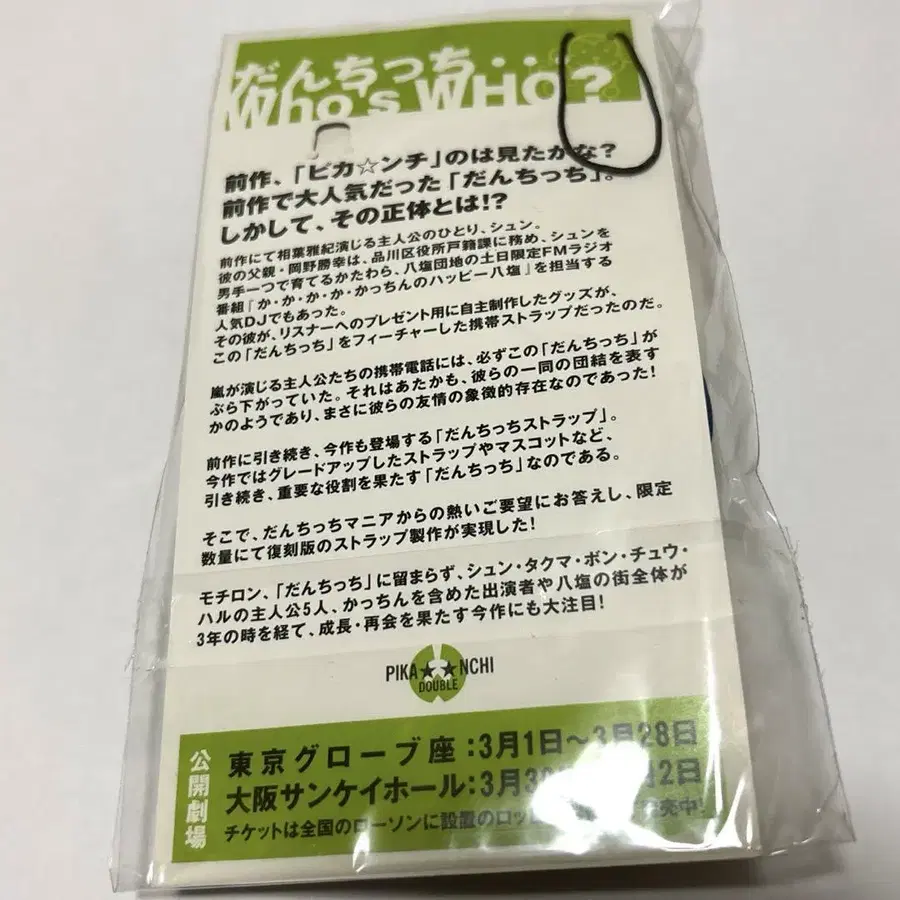 だんちっち・・
Who's WHO?
前作、「ピカ☆ンチ」のは見たかな?
前作で大人気だった「だんちっち」。
しかして、その正体とは!?
前作にて相葉雅紀演じる主人公のひとり、シュン。
彼の父親・岡野勝幸は、品川区役所戸籍課に務め、シュンを
男手一つで育てるかたわら、八塩団地の土日限定FMラジオ
番組「か・か・か・か・かっちんのハッピー八塩」を担当する
人気DJでもあった。
その彼が、リスナーへのプレゼント用に自主制作したグッズが、
この「だんちっち」をフィーチャーした携帯ストラップだったのだ。
嵐が演じる主人公たちの携帯電話には、必ずこの「だんちっち」が
ぶら下がっていた。それはあたかも、彼らの一同の団結を表す
かのようであり、まさに彼らの友情の象徴的存在なのであった!
前作に引き続き、今作も登場する「だんちっちストラップ」。
今作ではグレードアップしたストラップやマスコットなど、
引き続き、重要な役割を果たす「だんちっち」なのである。
そこで、だんちっちマニアからの熱いご要望にお答えし、限定
数量にて復刻版のストラップ製作が実現した!
モチロン、「だんちっち」に留まらず、シュン・タクマ・ボン・チュウ・
ハルの主人公5人、かっちんを含めた出演者や八塩の街全体が
3年の時を経て、成長・再会を果たす今作にも大注目!
PIKA★★NCHI
DOUBLE
公開劇場
東京グローブ座:3月1日〜3月28日
大阪サンケイホール:3月3 月2日
チケットは全国のローソンに設置のロッ 発売中!